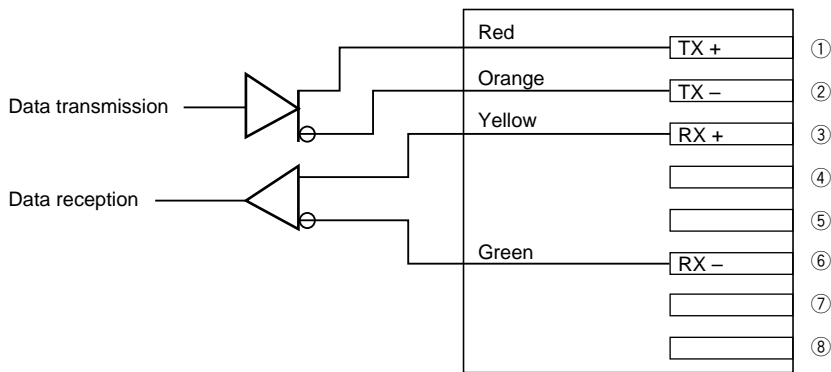 Red
TX +
①
Orange
TX –
②
Data transmission
Yellow
RX +
③
④
Data reception
⑤
Green
RX –
⑥
⑦
⑧